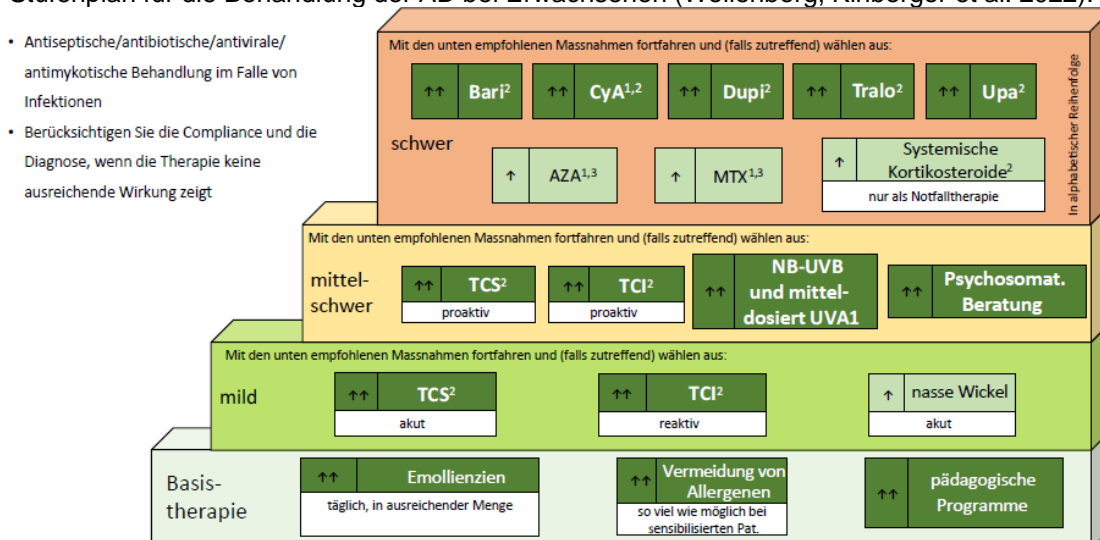 Stufenplan für die Behandlung der AD bei Erwachsenen (Wollenberg, Kinberger et al. 2022).
• Antiseptische/antibiotische/antivirale/
antimykotische Behandlung im Falle von
Infektionen
• Berücksichtigen Sie die Compliance und die
Diagnose, wenn die Therapie keine
ausreichende Wirkung zeigt
Mit den unten empfohlenen Massnahmen fortfahren und (falls zutreffend) wählen aus:
↑↑ Bari²
↑↑ CyA¹,²
↑↑ Dupi²
↑↑ Tralo²
↑↑ Upa²
schwer
↑ AZA¹,³
↑ MTX¹,³
↑ Systemische
Kortikosteroide²
nur als Notfalltherapie
In alphabetischer Reihenfolge
Mit den unten empfohlenen Massnahmen fortfahren und (falls zutreffend) wählen aus:
mittel-
schwer
↑↑ TCS²
proaktiv
↑↑ TCI²
proaktiv
↑↑ NB-UVB
und mittel-
dosiert UVA1
↑↑ Psychosomat.
Beratung
Mit den unten empfohlenen Massnahmen fortfahren und (falls zutreffend) wählen aus:
mild
↑↑ TCS²
akut
↑↑ TCI²
reaktiv
↑ nasse Wickel
akut
Basis-
therapie
↑↑ Emollienzien
täglich, in ausreichender Menge
↑↑ Vermeidung von
Allergenen
so viel wie möglich bei
sensibilisierten Pat.
↑↑ pädagogische
Programme